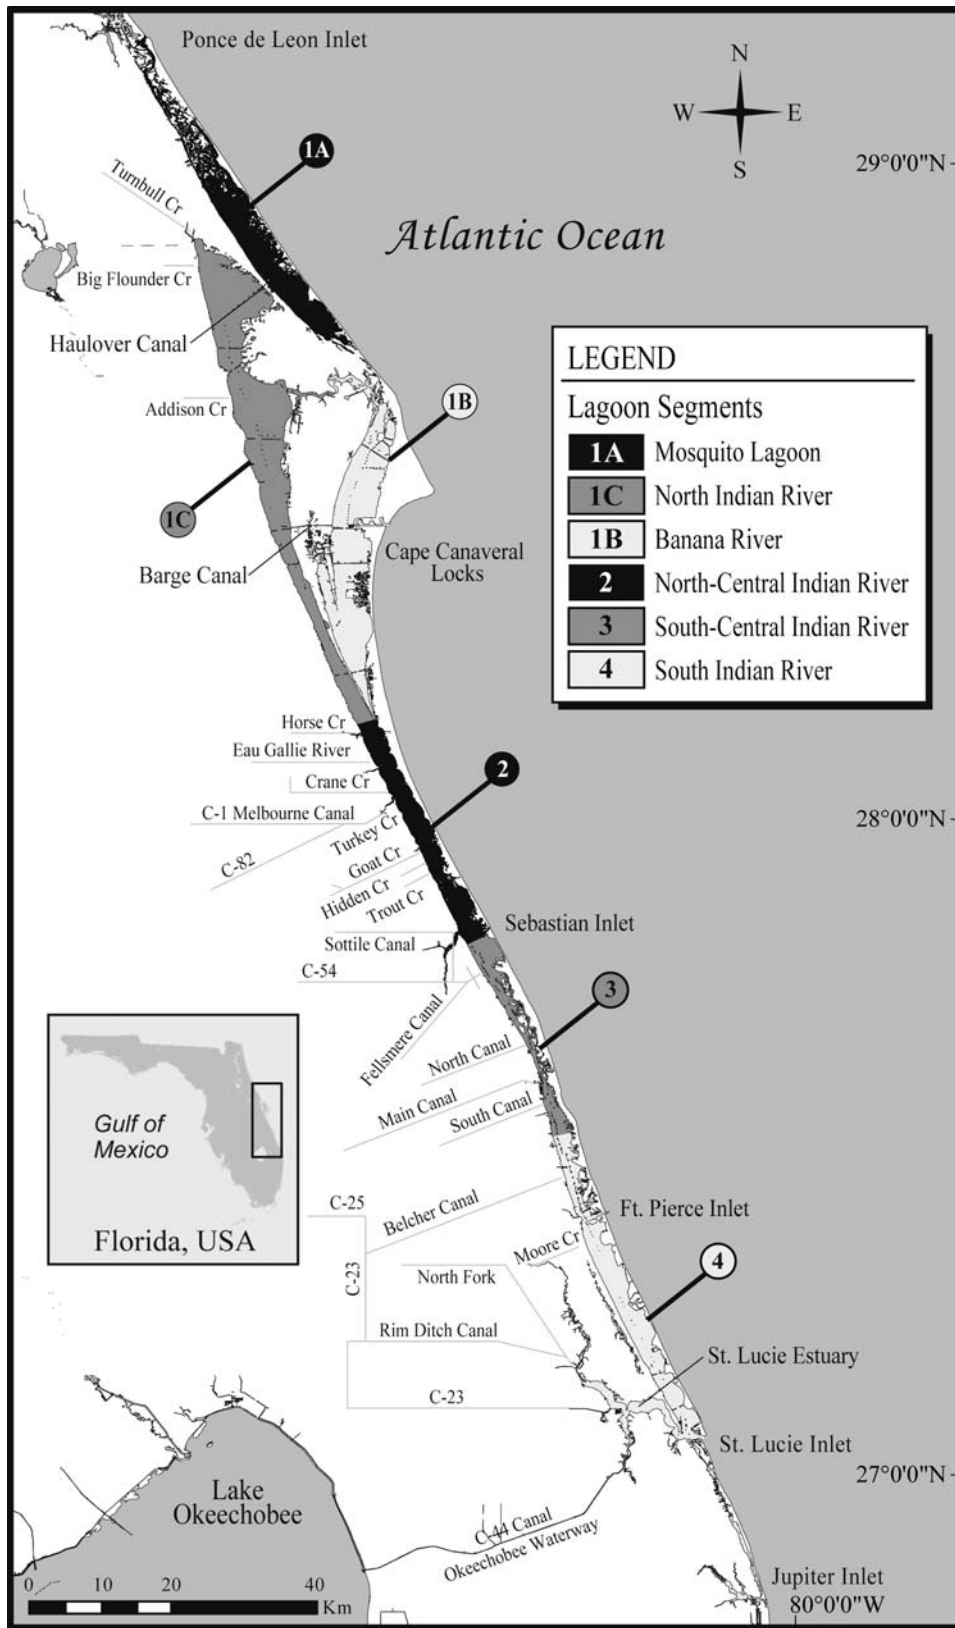 Ponce de Leon Inlet
N
W
E
S
29°0'0"N
1A
Turnbull Cr
Atlantic Ocean
Big Flounder Cr
Haulover Canal
LEGEND
Lagoon Segments
1A Mosquito Lagoon
1C North Indian River
1B Banana River
2 North-Central Indian River
3 South-Central Indian River
4 South Indian River
Addison Cr
1B
1C
Barge Canal
Cape Canaveral
Locks
Horse Cr
Eau Gallie River
Crane Cr
2
C-1 Melbourne Canal
28°0'0"N
Turkey Cr
C-82
Goat Cr
Hidden Cr
Trout Cr
Sebastian Inlet
Sottile Canal
C-54
3
Fellsmere Canal
North Canal
Main Canal
South Canal
Gulf of
Mexico
Florida, USA
C-25
Belcher Canal
Ft. Pierce Inlet
Moore Cr
C-23
North Fork
4
Rim Ditch Canal
St. Lucie Estuary
C-23
St. Lucie Inlet
27°0'0"N
Lake
Okeechobee
C-44 Canal
Okeechobee Waterway
0 10 20 40
Km
Jupiter Inlet
80°0'0"W